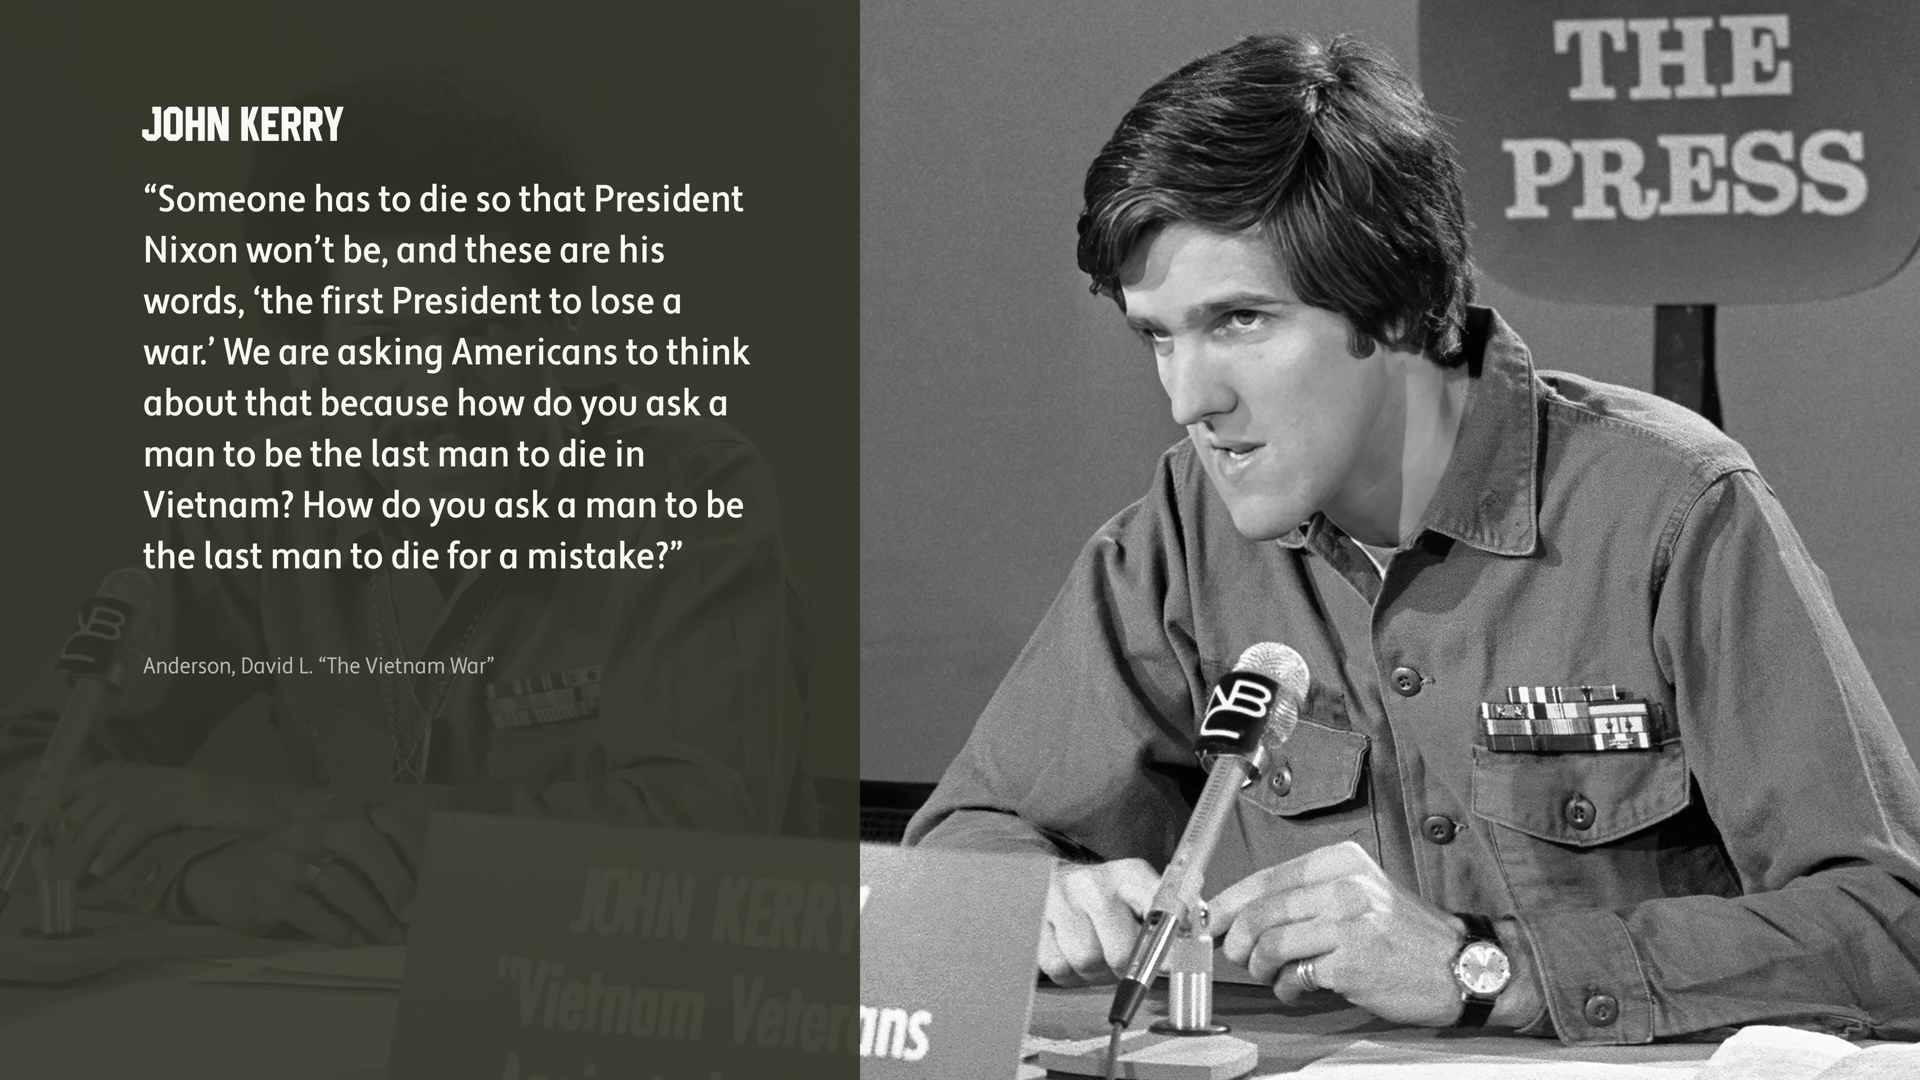 JOHN KERRY
“Someone has to die so that President
Nixon won’t be, and these are his
words, ‘the first President to lose a
war.’ We are asking Americans to think
about that because how do you ask a
man to be the last man to die in
Vietnam? How do you ask a man to be
the last man to die for a mistake?”
Anderson, David L. “The Vietnam War”
THE
PRESS
JOHN KERRY
"Vietnam Veterans